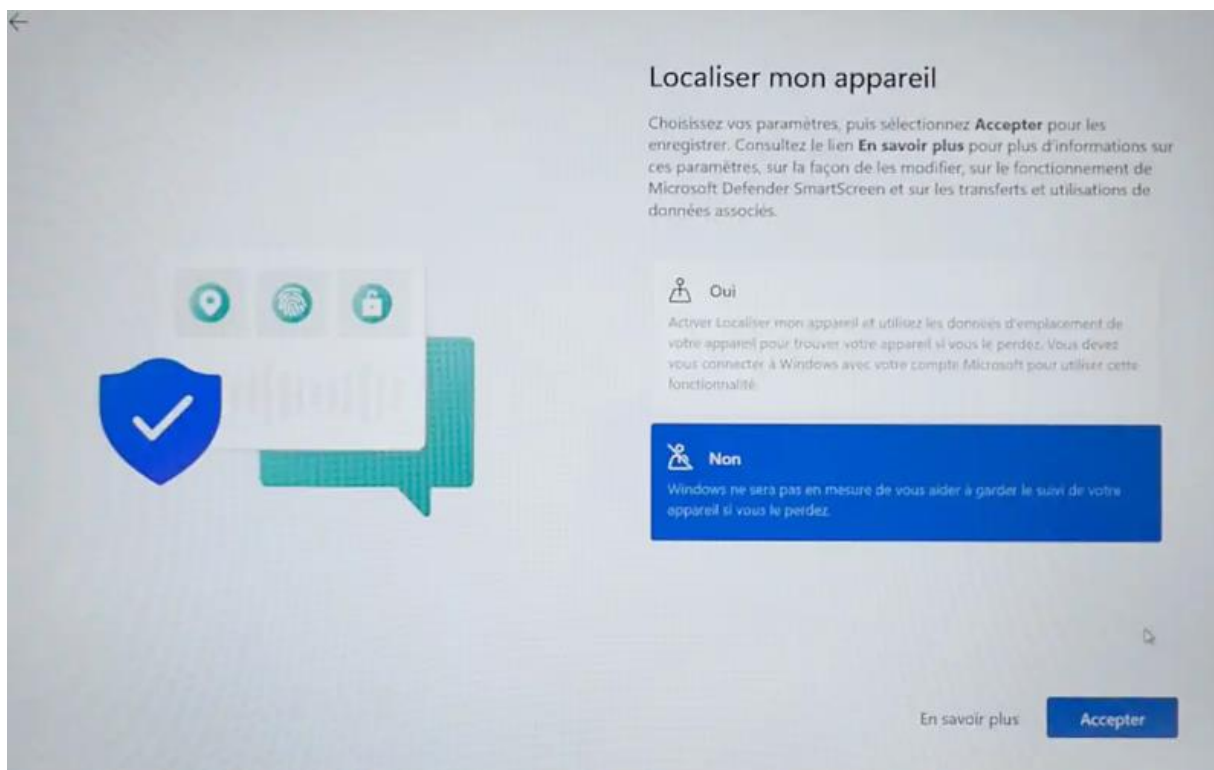 Localiser mon appareil
Choisissez vos paramètres, puis sélectionnez Accepter pour les
enregistrer. Consultez le lien En savoir plus pour plus d'informations sur
ces paramètres, sur la façon de les modifier, sur le fonctionnement de
Microsoft Defender SmartScreen et sur les transferts et utilisations de
données associés.
Oui
Activer Localiser mon appareil et utilisez les données d'emplacement de
votre appareil pour trouver votre appareil si vous le perdez. Vous devez
vous connecter à Windows avec votre compte Microsoft pour utiliser cette
fonctionnalité.
Non
Windows ne sera pas en mesure de vous aider à garder le suivi de votre
appareil si vous le perdez.
En savoir plus
Accepter